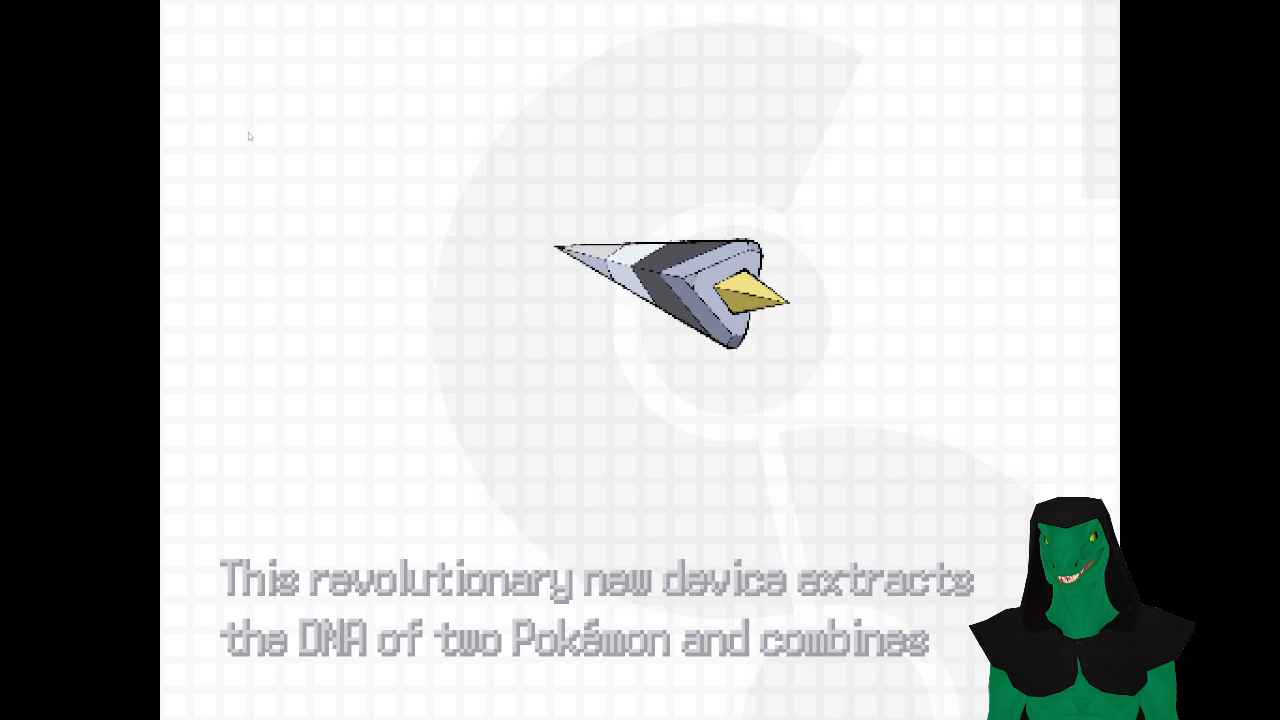 This revolutionary new device extracts
the DNA of two Pokémon and combines